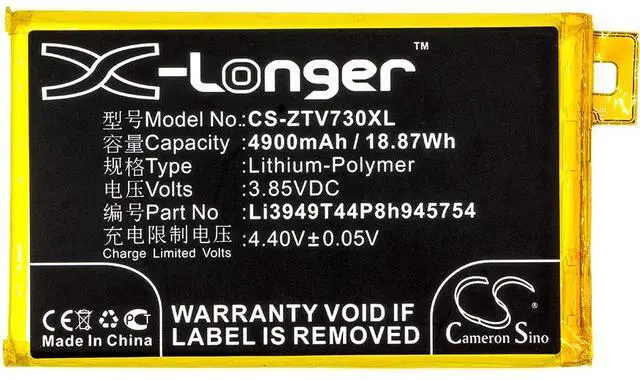 X-Longer™
型号Model No.:CS-ZTV730XL
容量Capacity :4900mAh / 18.87Wh
规格Type :Lithium-Polymer
电压Volts :3.85VDC
编号Part No :Li3949T44P8h945754
充电限制电压 :4.40V±0.05V
Charge Limited Volts
CE PC
Made In China
WARRANTY VOID IF
LABEL IS REMOVED
CS
Cameron Sino